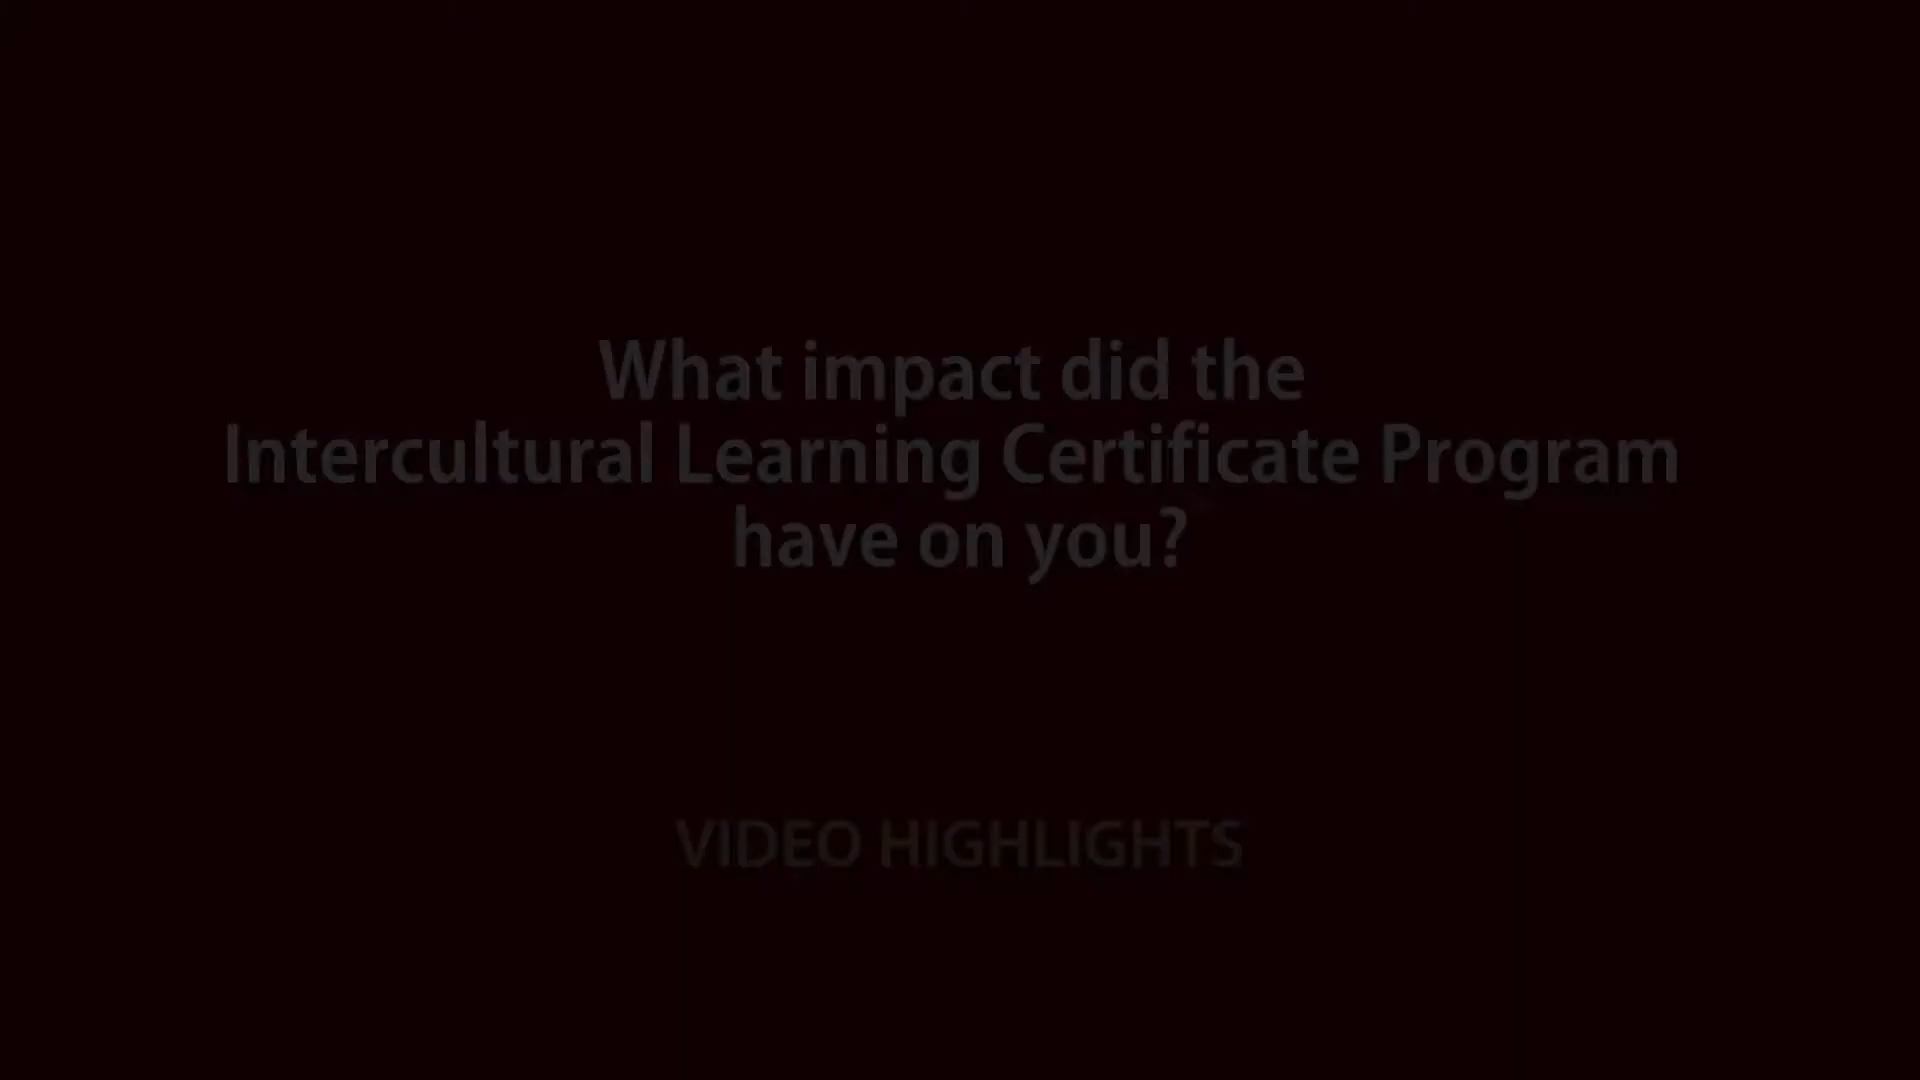 What impact did the
Intercultural Learning Certificate Program
have on you?
VIDEO HIGHLIGHTS